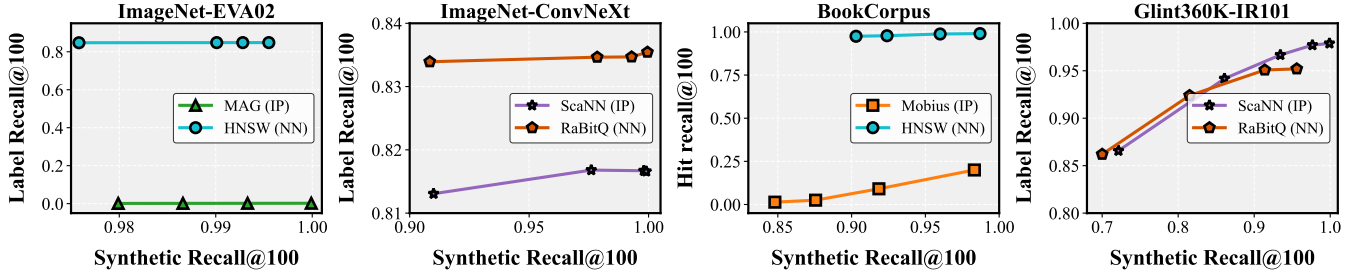 ImageNet-EVA02
Label Recall@100
0.8
0.6
0.4
0.2
0.0
MAG (IP)
HNSW (NN)
0.98
0.99
1.00
Synthetic Recall@100
ImageNet-ConvNeXt
Label Recall@100
0.84
0.83
0.82
0.81
ScaNN (IP)
RaBitQ (NN)
0.90
0.95
1.00
Synthetic Recall@100
BookCorpus
Hit recall@100
1.00
0.75
0.50
0.25
0.00
Mobius (IP)
HNSW (NN)
0.85
0.90
0.95
1.00
Synthetic Recall@100
Glint360K-IR101
Label Recall@100
1.00
0.95
0.90
0.85
0.80
ScaNN (IP)
RaBitQ (NN)
0.7
0.8
0.9
1.0
Synthetic Recall@100